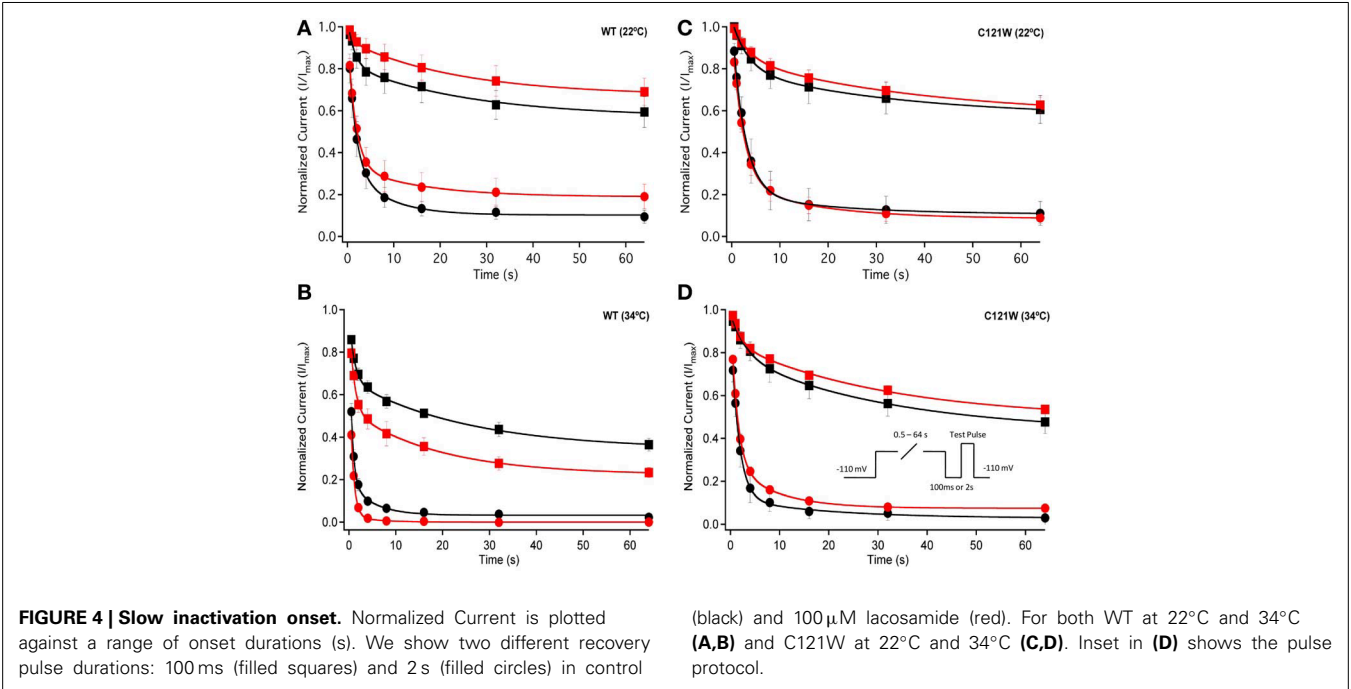 A
WT (22ºC)
Normalized Current (I/Imax)
1.0
0.8
0.6
0.4
0.2
0.0
0 10 20 30 40 50 60
Time (s)
B
WT (34ºC)
Normalized Current (I/Imax)
1.0
0.8
0.6
0.4
0.2
0.0
0 10 20 30 40 50 60
Time (s)
C
C121W (22ºC)
Normalized Current (I/Imax)
1.0
0.8
0.6
0.4
0.2
0.0
0 20 40 60
Time (s)
D
C121W (34ºC)
Normalized Current (I/Imax)
1.0
0.8
0.6
0.4
0.2
0.0
0 10 20 30 40 50 60
Time (s)
0.5 – 64 s
Test Pulse
-110 mV
-110 mV
100ms or 2s
FIGURE 4 | Slow inactivation onset. Normalized Current is plotted
against a range of onset durations (s). We show two different recovery
pulse durations: 100 ms (filled squares) and 2 s (filled circles) in control
(black) and 100 μM lacosamide (red). For both WT at 22°C and 34°C
(A,B) and C121W at 22°C and 34°C (C,D). Inset in (D) shows the pulse
protocol.